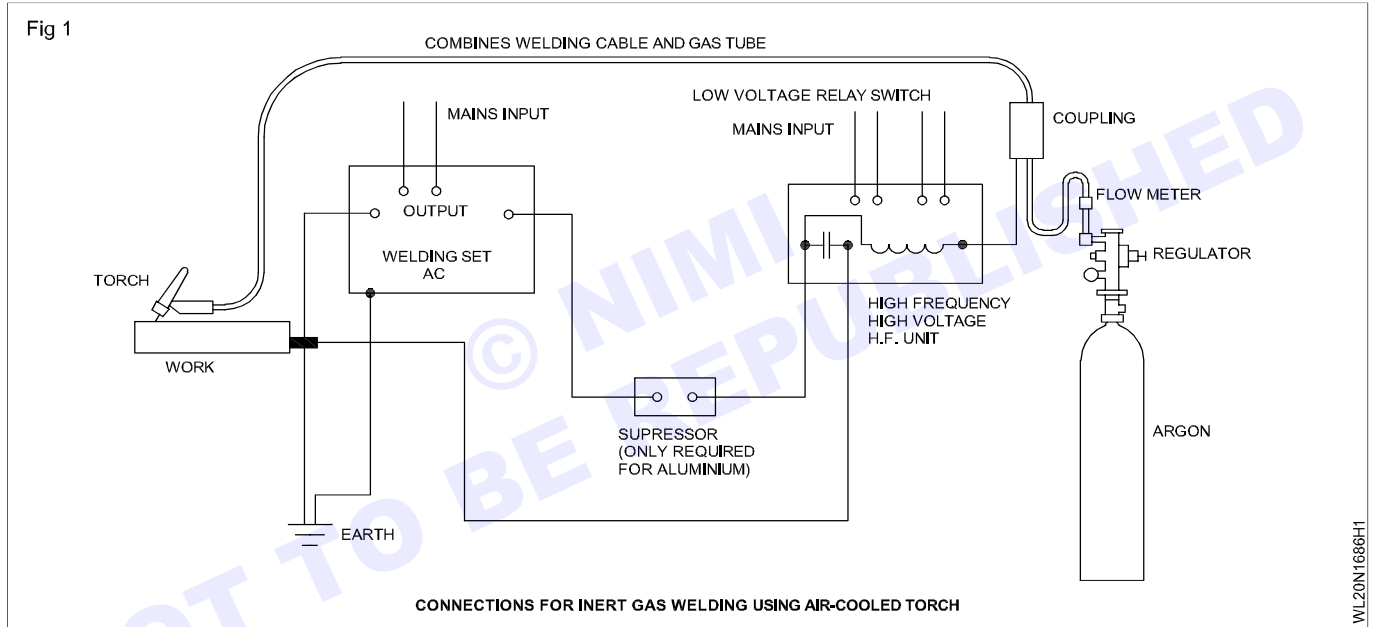 Fig 1
COMBINES WELDING CABLE AND GAS TUBE
MAINS INPUT
LOW VOLTAGE RELAY SWITCH
MAINS INPUT
COUPLING
FLOW METER
REGULATOR
OUTPUT
WELDING SET
AC
TORCH
WORK
HIGH FREQUENCY
HIGH VOLTAGE
H.F. UNIT
SUPRESSOR
(ONLY REQUIRED
FOR ALUMINIUM)
ARGON
EARTH
CONNECTIONS FOR INERT GAS WELDING USING AIR-COOLED TORCH
WL20N1686H1
© NIMI
NOT TO BE REPUBLISHED